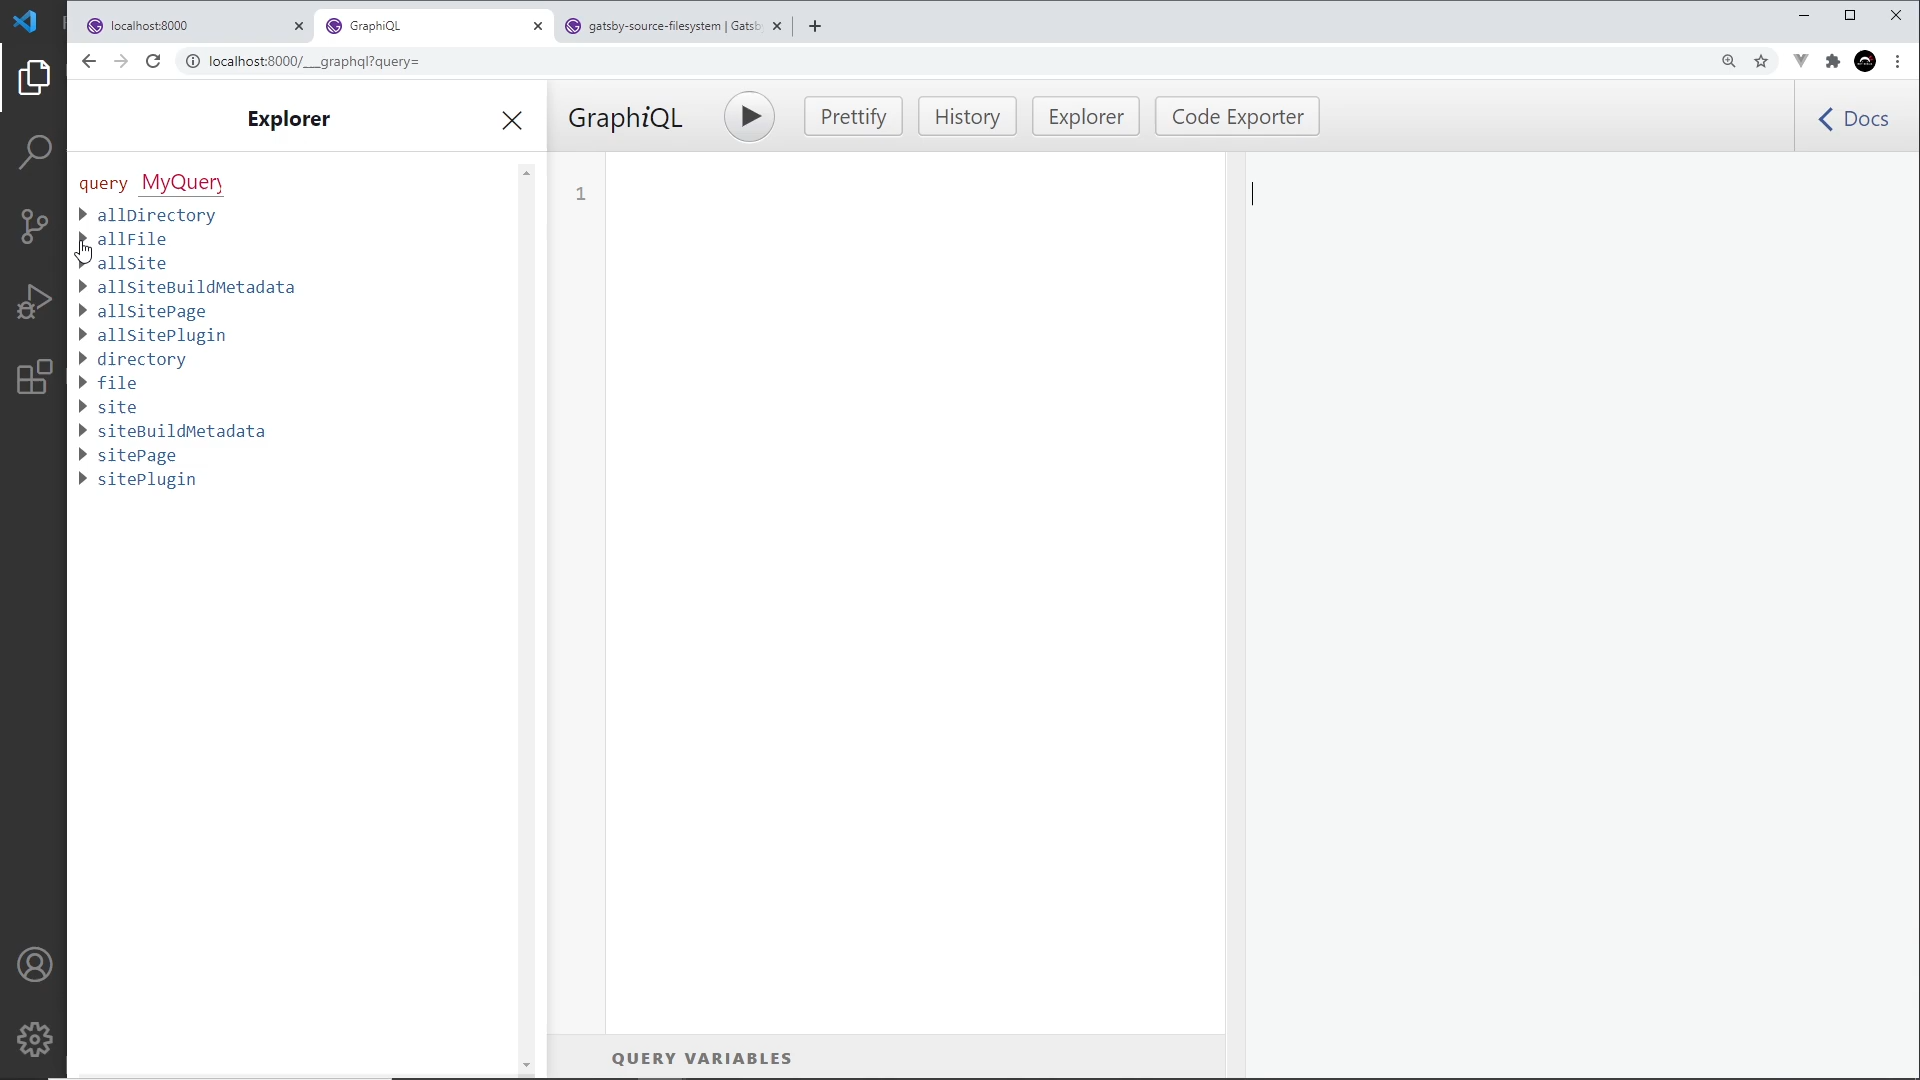 localhost:8000
GraphiQL
gatsby-source-filesystem | Gatsb
localhost:8000/___graphql?query=
Explorer
GraphiQL
Prettify
History
Explorer
Code Exporter
Docs
query MyQuery
allDirectory
allFile
allSite
allSiteBuildMetadata
allSitePage
allSitePlugin
directory
file
site
siteBuildMetadata
sitePage
sitePlugin
1
QUERY VARIABLES